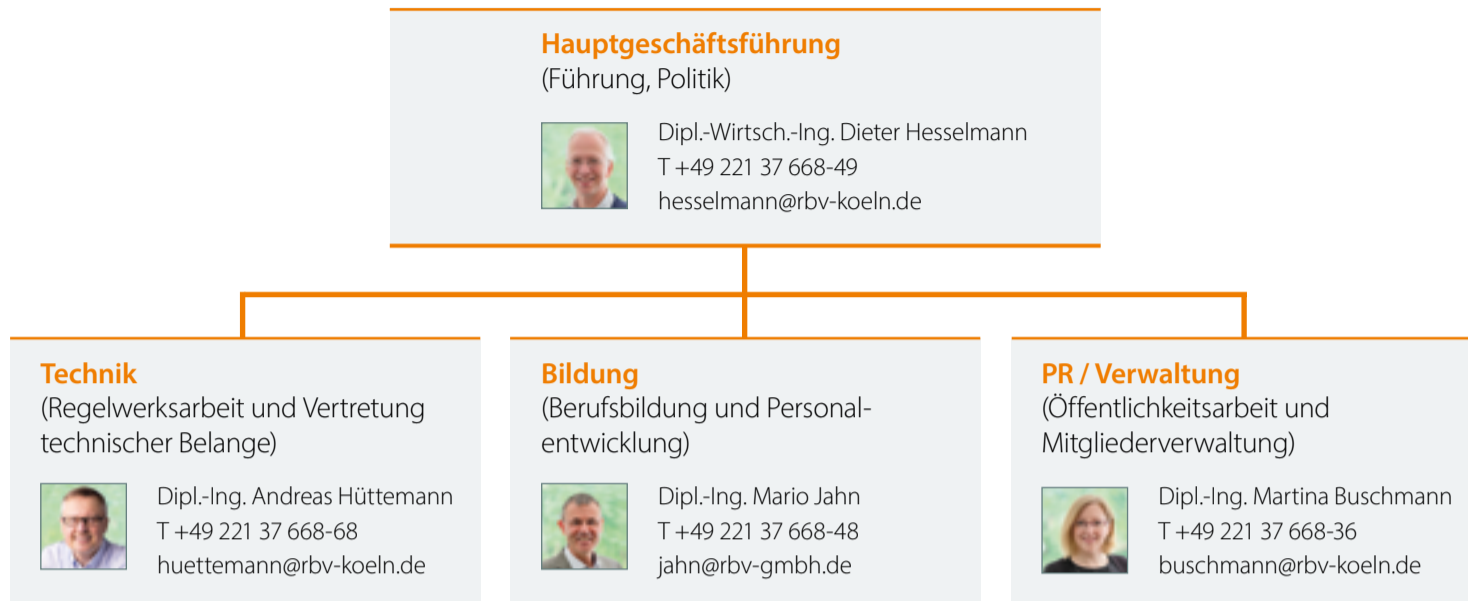 Hauptgeschäftsführung
(Führung, Politik)
Dipl.-Wirtsch.-Ing. Dieter Hesselmann
T +49 221 37 668-49
hesselmann@rbv-koeln.de
Technik
(Regelwerksarbeit und Vertretung
technischer Belange)
Dipl.-Ing. Andreas Hüttemann
T +49 221 37 668-68
huettemann@rbv-koeln.de
Bildung
(Berufsbildung und Personal-
entwicklung)
Dipl.-Ing. Mario Jahn
T +49 221 37 668-48
jahn@rbv-gmbh.de
PR / Verwaltung
(Öffentlichkeitsarbeit und
Mitgliederverwaltung)
Dipl.-Ing. Martina Buschmann
T +49 221 37 668-36
buschmann@rbv-koeln.de